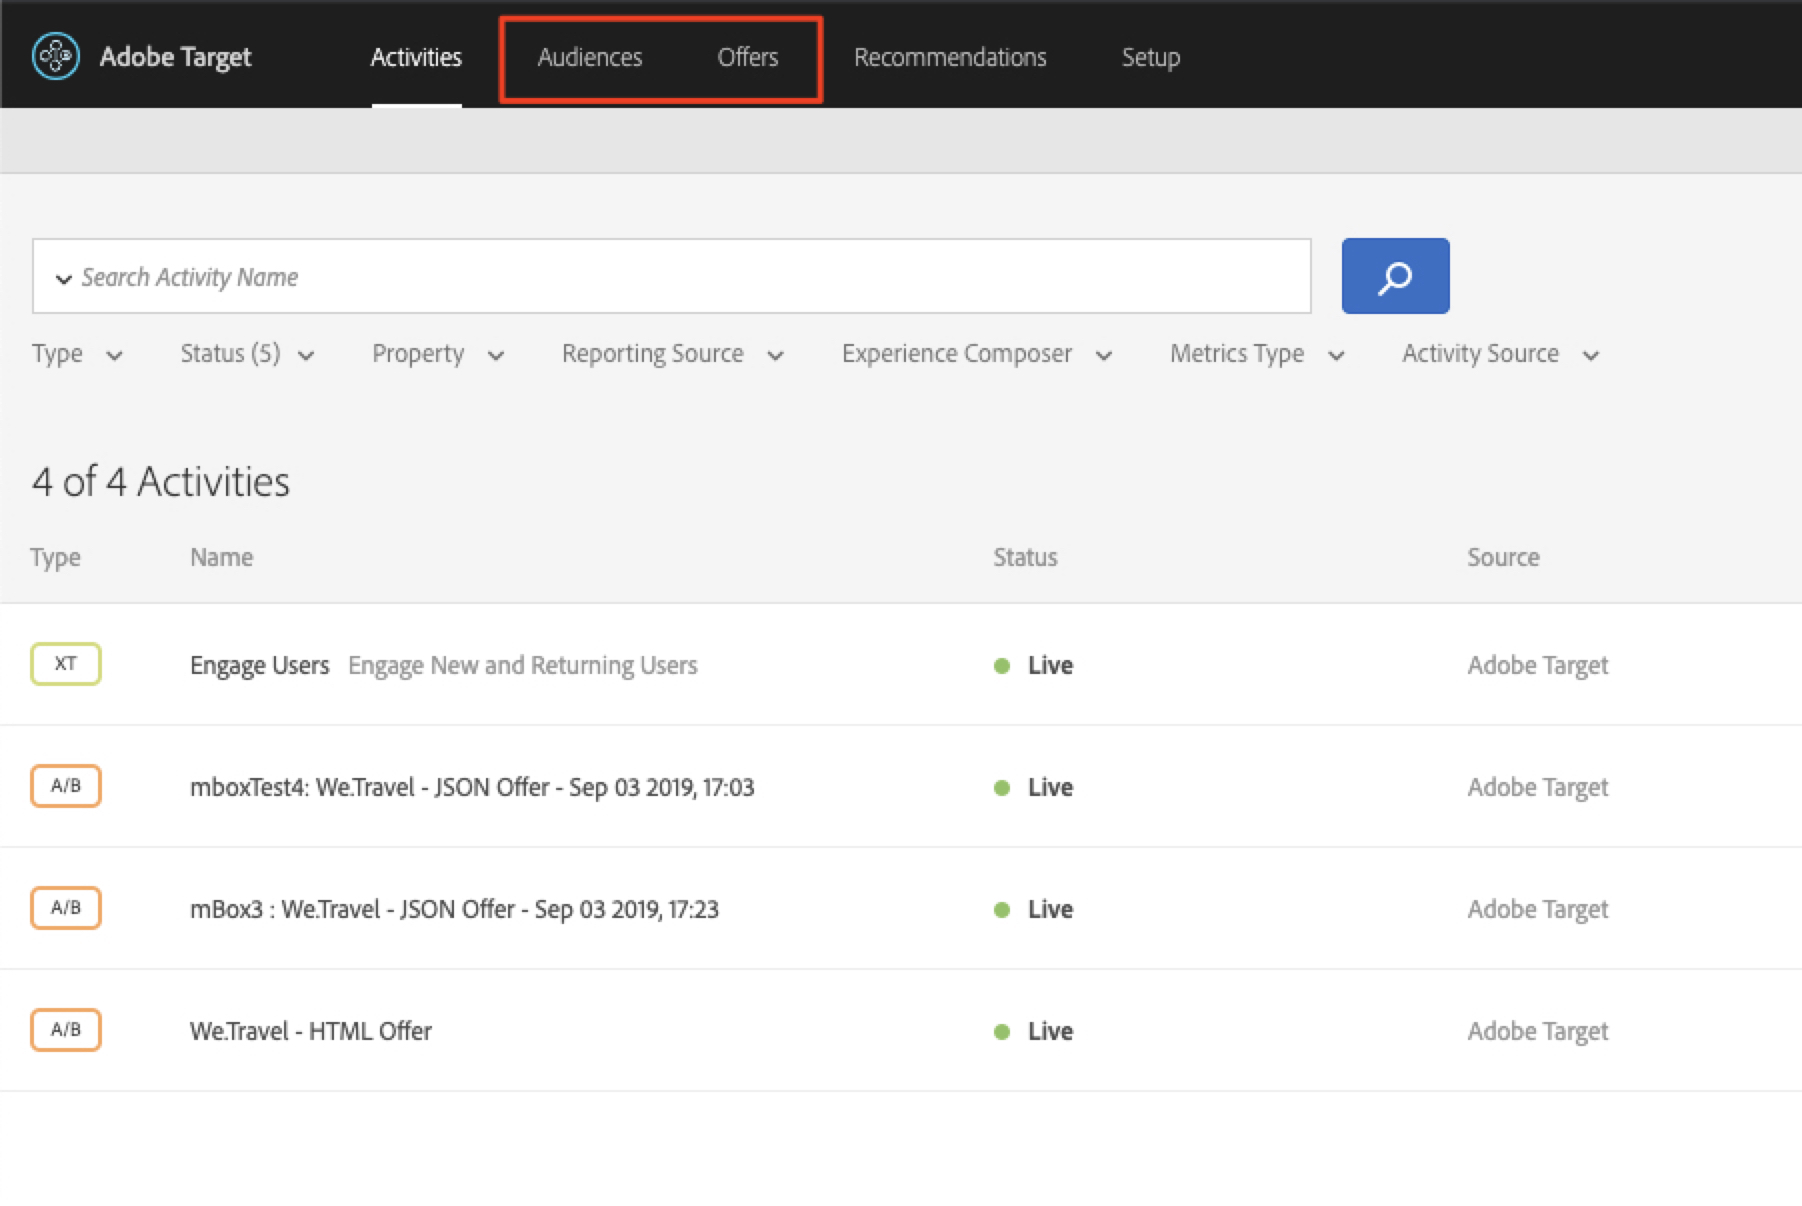 Adobe Target Activities Audiences Offers Recommendations Setup
Search Activity Name
Type Status (5) Property Reporting Source Experience Composer Metrics Type Activity Source
4 of 4 Activities
Type Name Status Source
XT Engage Users Engage New and Returning Users Live Adobe Target
A/B mboxTest4: We.Travel - JSON Offer - Sep 03 2019, 17:03 Live Adobe Target
A/B mBox3 : We.Travel - JSON Offer - Sep 03 2019, 17:23 Live Adobe Target
A/B We.Travel - HTML Offer Live Adobe Target